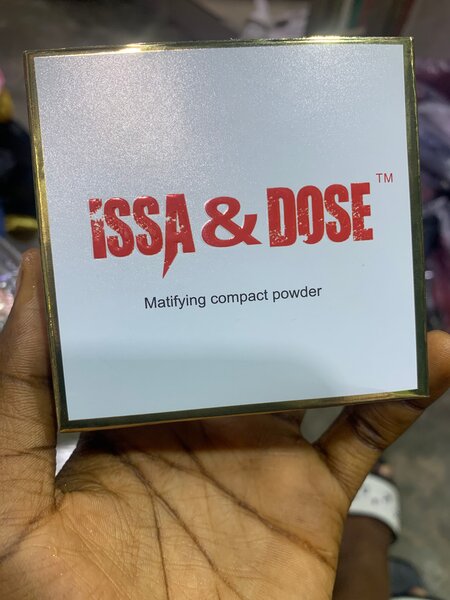 iSSA & DOSE™
Matifying compact powder